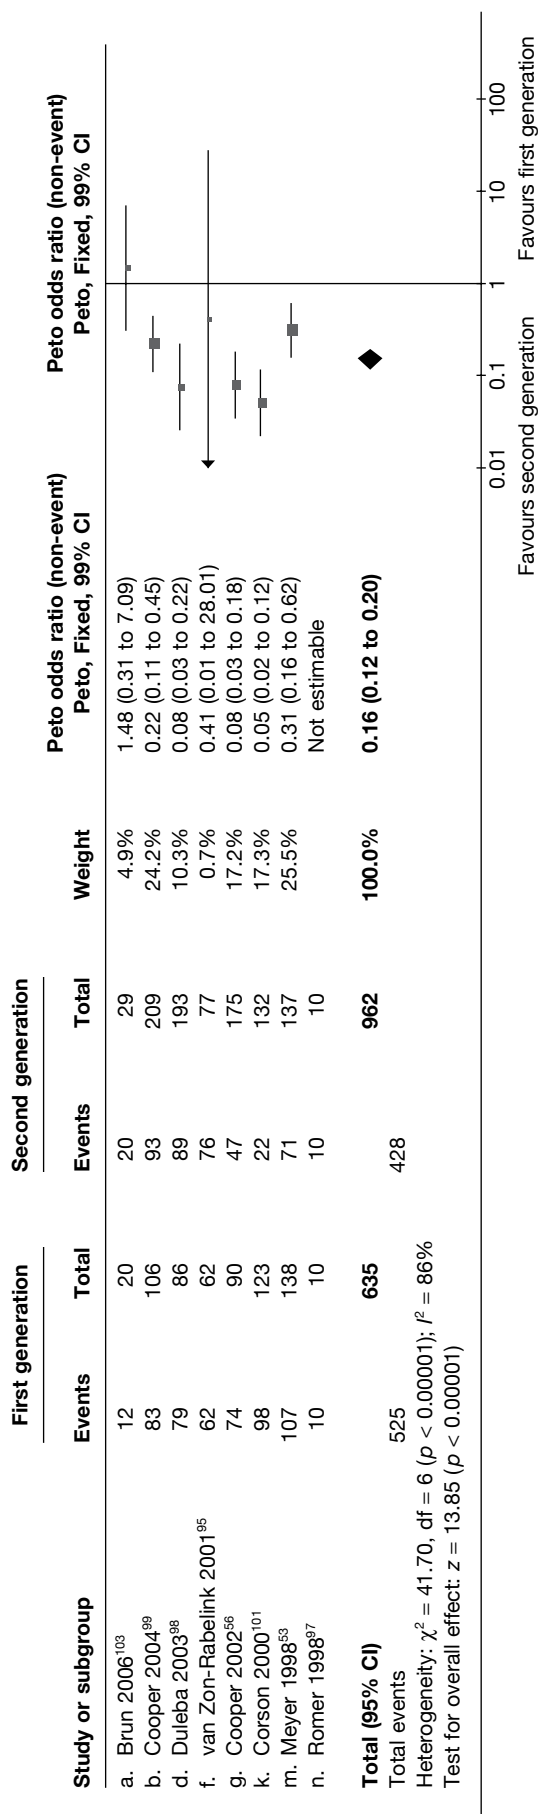 First generation Second generation Peto odds ratio (non-event) Peto odds ratio (non-event)
Study or subgroup Events Total Events Total Weight Peto, Fixed, 99% CI Peto, Fixed, 99% CI
a. Brun 2006¹⁰³ 12 20 20 29 4.9% 1.48 (0.31 to 7.09)
b. Cooper 2004⁹⁹ 83 106 93 209 24.2% 0.22 (0.11 to 0.45)
d. Duleba 2003⁹⁸ 79 86 89 193 10.3% 0.08 (0.03 to 0.22)
f. van Zon-Rabelink 2001⁹⁵ 62 62 76 77 0.7% 0.41 (0.01 to 28.01)
g. Cooper 2002⁵⁶ 74 90 47 175 17.2% 0.08 (0.03 to 0.18)
k. Corson 2000¹⁰¹ 98 123 22 132 17.3% 0.05 (0.02 to 0.12)
m. Meyer 1998⁵³ 107 138 71 137 25.5% 0.31 (0.16 to 0.62)
n. Romer 1998⁹⁷ 10 10 10 10 Not estimable
Total (95% CI) 635 962 100.0% 0.16 (0.12 to 0.20)
Total events 525 428
Heterogeneity: χ² = 41.70, df = 6 (p < 0.00001); I² = 86%
Test for overall effect: z = 13.85 (p < 0.00001)
0.01 0.1 1 10 100
Favours second generation Favours first generation